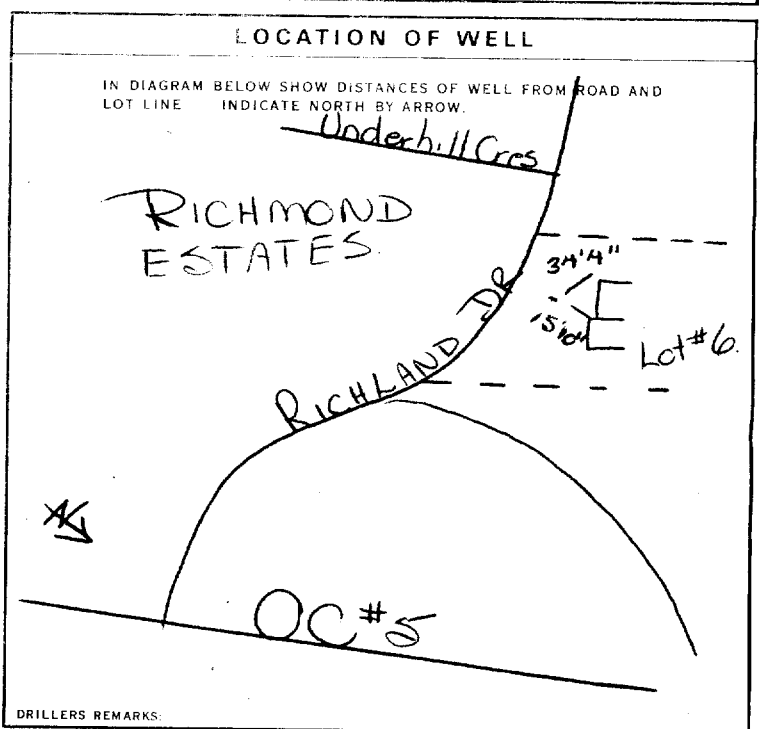 LOCATION OF WELL
IN DIAGRAM BELOW SHOW DISTANCES OF WELL FROM ROAD AND
LOT LINE INDICATE NORTH BY ARROW.
Underhill Cres
RICHMOND
ESTATES.
34'4"
15'10"
Lot #6.
RICHLAND DR
N
OC #5
DRILLERS REMARKS: